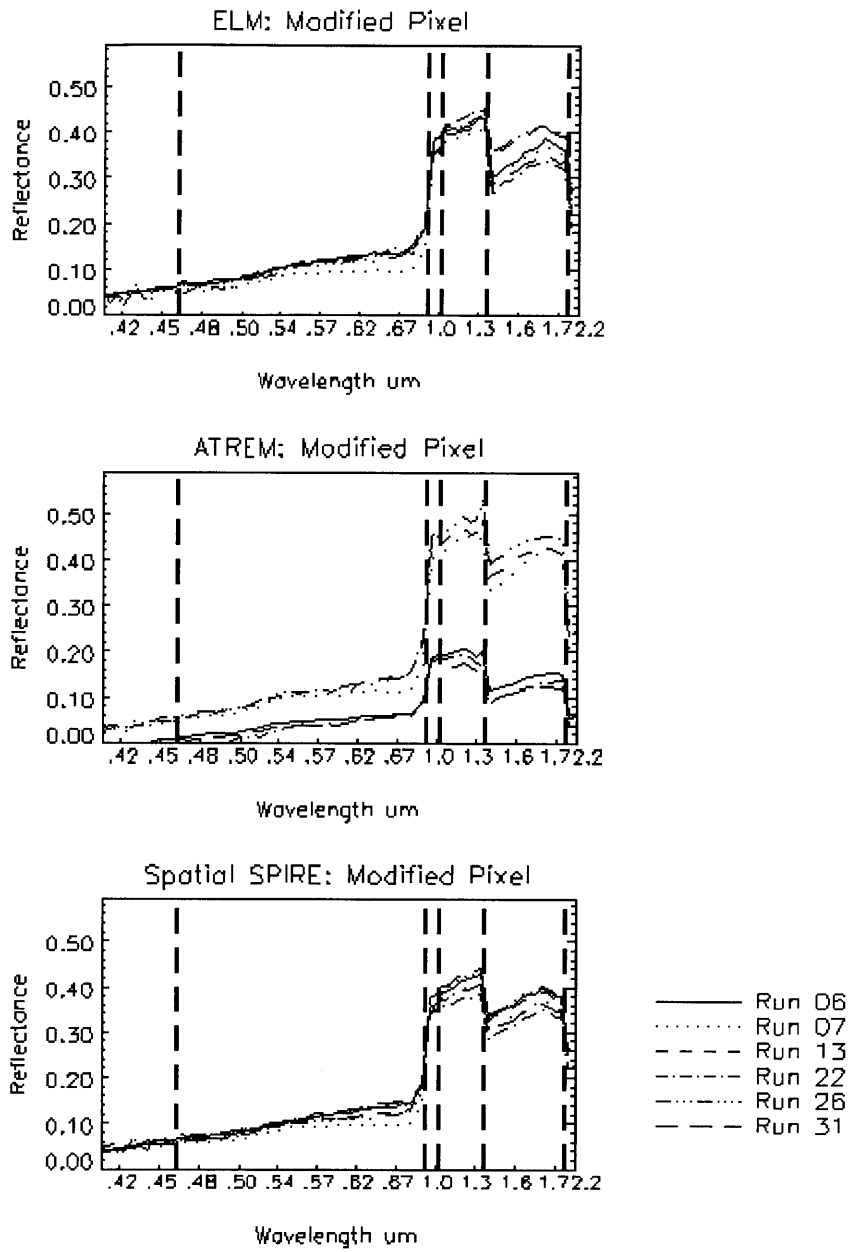 ELM: Modified Pixel
0.50
0.40
0.30
0.20
0.10
0.00
Reflectance
.42 .45 .48 .50 .54 .57 .62 .67 1.0 1.3 1.6 1.72.2
Wavelength um
ATREM: Modified Pixel
0.50
0.40
0.30
0.20
0.10
0.00
Reflectance
.42 .45 .48 .50 .54 .57 .62 .67 1.0 1.3 1.6 1.72.2
Wavelength um
Spatial SPIRE: Modified Pixel
0.50
0.40
0.30
0.20
0.10
0.00
Reflectance
.42 .45 .48 .50 .54 .57 .62 .67 1.0 1.3 1.6 1.72.2
Wavelength um
Run 06
Run 07
Run 13
Run 22
Run 26
Run 31